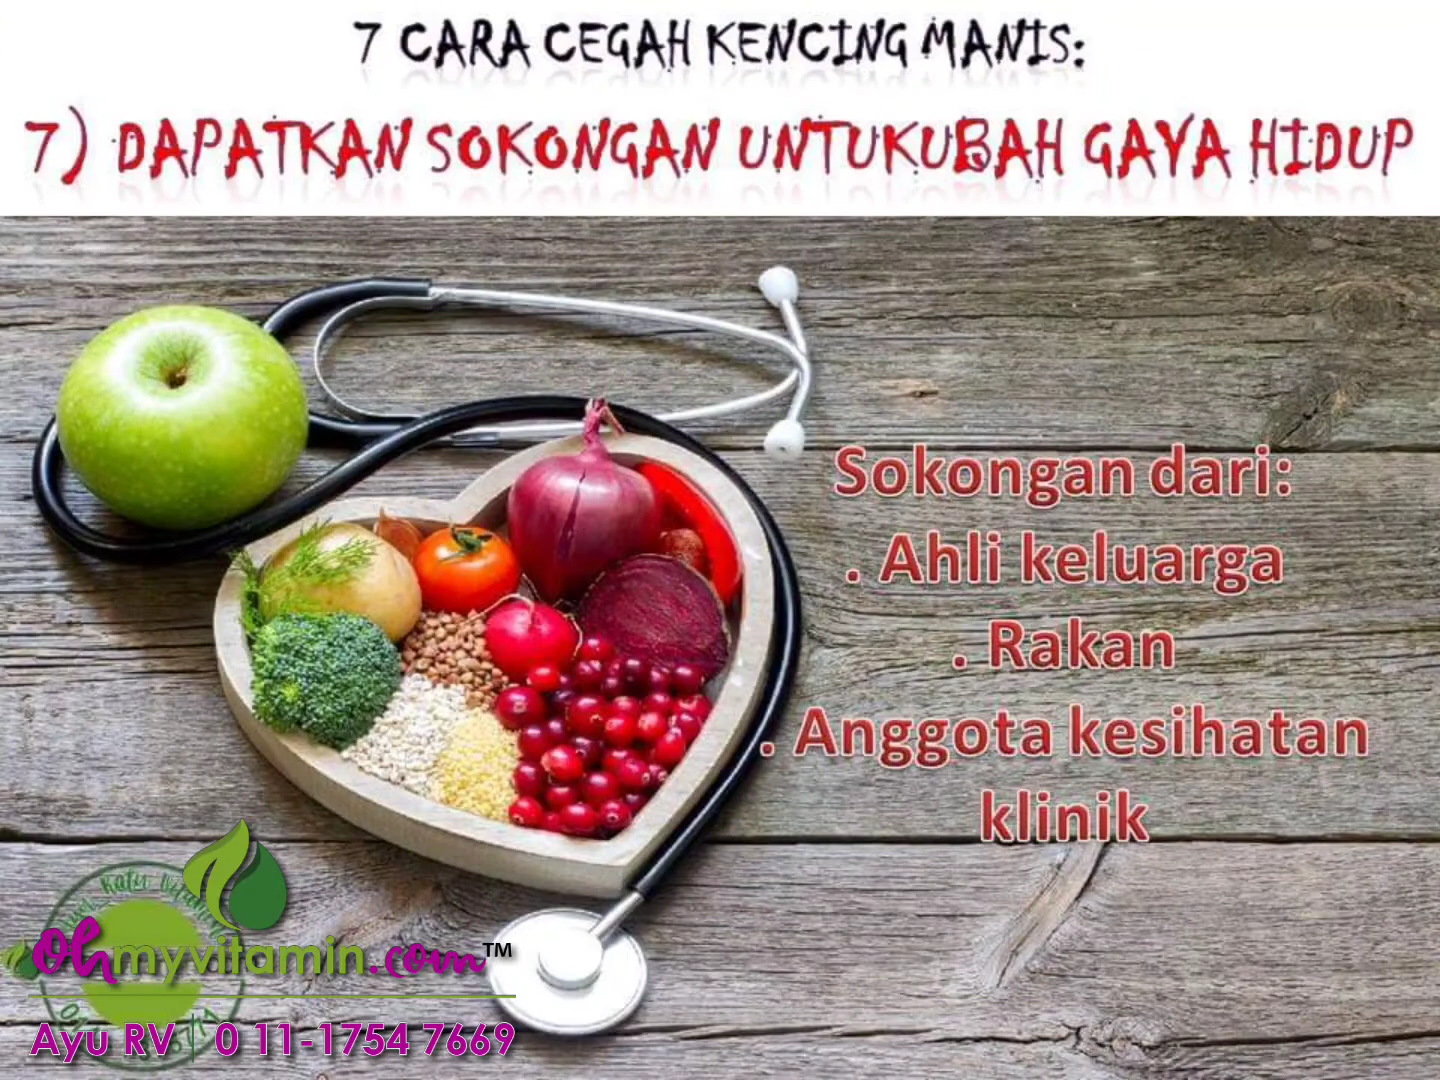 7 CARA CEGAH KENCING MANIS:
7) DAPATKAN SOKONGAN UNTUKUBAH GAYA HIDUP
Sokongan dari:
. Ahli keluarga
. Rakan
. Anggota kesihatan
klinik
Ratu
ohmyvitamin.com™
Ayu RV | 0 11-1754 7669